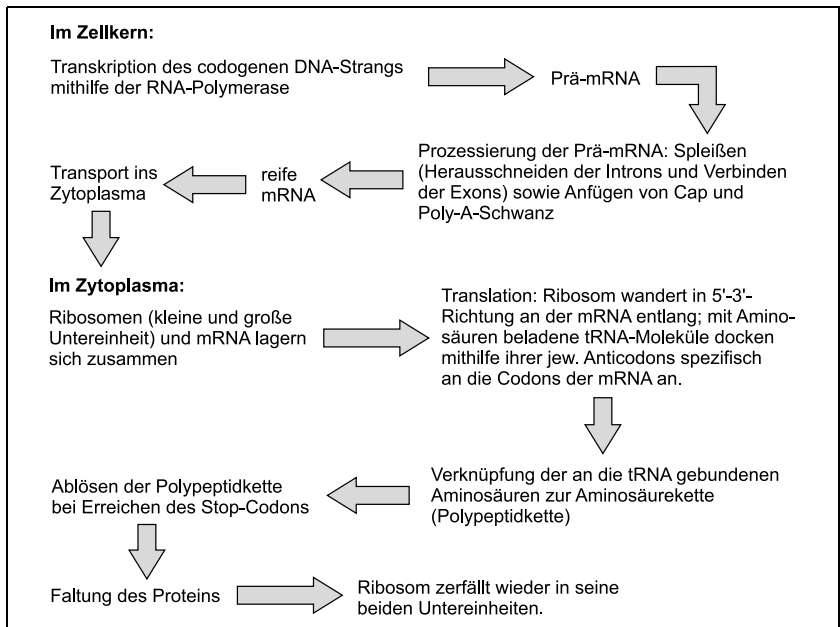 Im Zellkern:
Transkription des codogenen DNA-Strangs
mithilfe der RNA-Polymerase
Prä-mRNA
Prozessierung der Prä-mRNA: Spleißen
(Herausschneiden der Introns und Verbinden
der Exons) sowie Anfügen von Cap und
Poly-A-Schwanz
reife
mRNA
Transport ins
Zytoplasma
Im Zytoplasma:
Ribosomen (kleine und große
Untereinheit) und mRNA lagern
sich zusammen
Translation: Ribosom wandert in 5'-3'-
Richtung an der mRNA entlang; mit Amino-
säuren beladene tRNA-Moleküle docken
mithilfe ihrer jew. Anticodons spezifisch
an die Codons der mRNA an.
Verknüpfung der an die tRNA gebundenen
Aminosäuren zur Aminosäurekette
(Polypeptidkette)
Ablösen der Polypeptidkette
bei Erreichen des Stop-Codons
Faltung des Proteins
Ribosom zerfällt wieder in seine
beiden Untereinheiten.